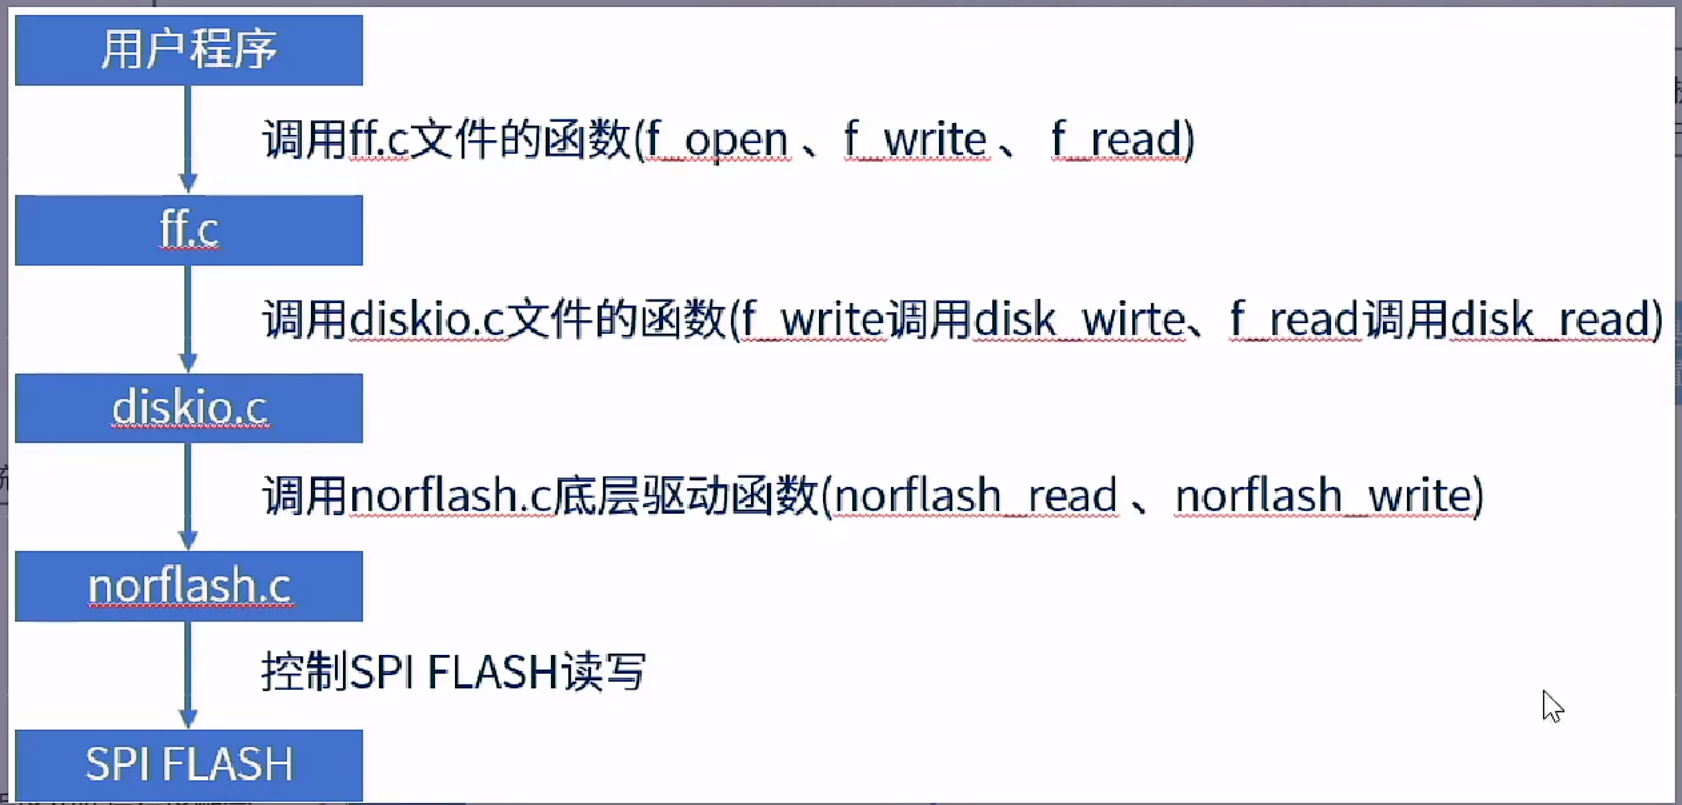 用户程序
调用ff.c文件的函数(f_open 、f_write 、 f_read)
ff.c
调用diskio.c文件的函数(f_write调用disk_wirte、f_read调用disk_read)
diskio.c
调用norflash.c底层驱动函数(norflash_read 、norflash_write)
norflash.c
控制SPI FLASH读写
SPI FLASH